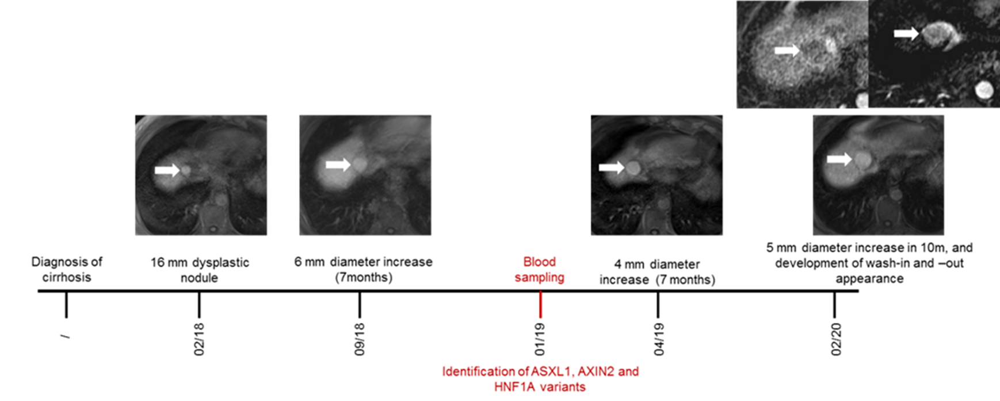 Diagnosis of
cirrhosis
16 mm dysplastic
nodule
6 mm diameter increase
(7months)
Blood
sampling
4 mm diameter
increase (7 months)
5 mm diameter increase in 10m, and
development of wash-in and –out
appearance
/
02/18
09/18
01/19
04/19
02/20
Identification of ASXL1, AXIN2 and
HNF1A variants